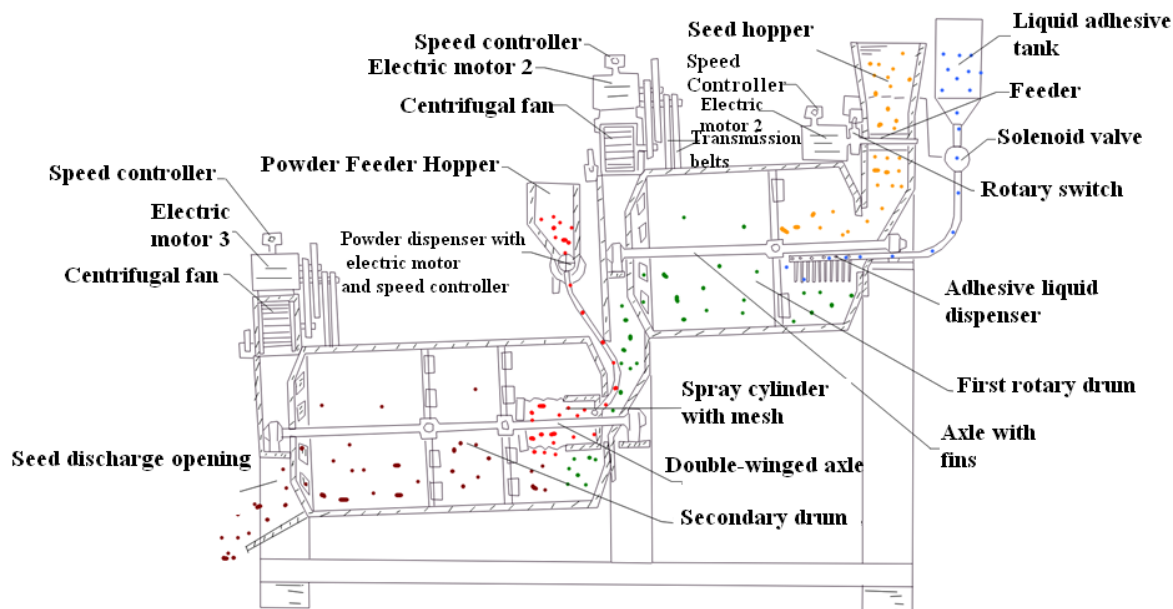 Speed controller
Electric motor 2
Centrifugal fan
Speed
Controller
Electric
motor 2
Transmission
belts
Seed hopper
Liquid adhesive
tank
Feeder
Solenoid valve
Rotary switch
Powder Feeder Hopper
Speed controller
Electric
motor 3
Centrifugal fan
Powder dispenser with
electric motor
and speed controller
Adhesive liquid
dispenser
First rotary drum
Spray cylinder
with mesh
Axle with
fins
Double-winged axle
Seed discharge opening
Secondary drum